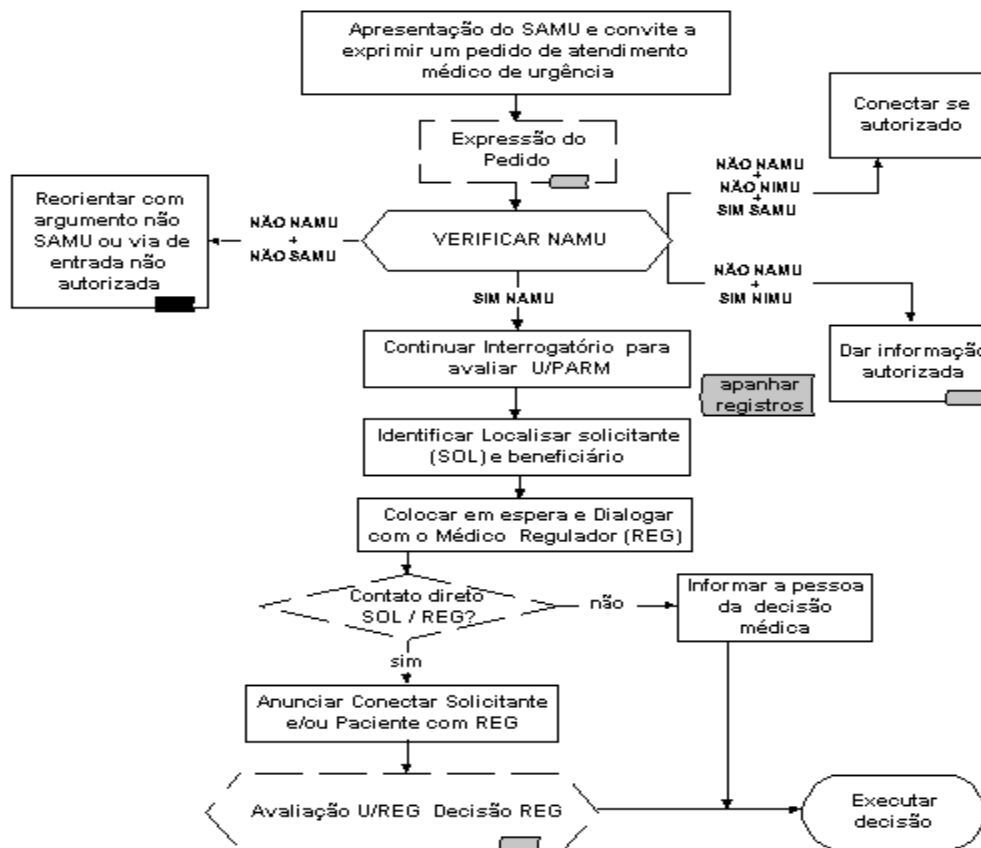 Apresentação do SAMU e convite a
exprimir um pedido de atendimento
médico de urgência
Expressão do
Pedido
Conectar se
autorizado
NÃO NAMU
+
NÃO NIMU
+
SIM SAMU
Reorientar com
argumento não
SAMU ou via de
entrada não
autorizada
NÃO NAMU
+
NÃO SAMU
VERIFICAR NAMU
NÃO NAMU
+
SIM NIMU
SIM NAMU
Dar informação
autorizada
Continuar Interrogatório para
avaliar U/PARM
apanhar
registros
Identificar Localisar solicitante
(SOL) e beneficiário
Colocar em espera e Dialogar
com o Médico Regulador (REG)
Contato direto
SOL / REG?
não
Informar a pessoa
da decisão
médica
sim
Anunciar Conectar Solicitante
e/ou Paciente com REG
Avaliação U/REG Decisão REG
Executar
decisão